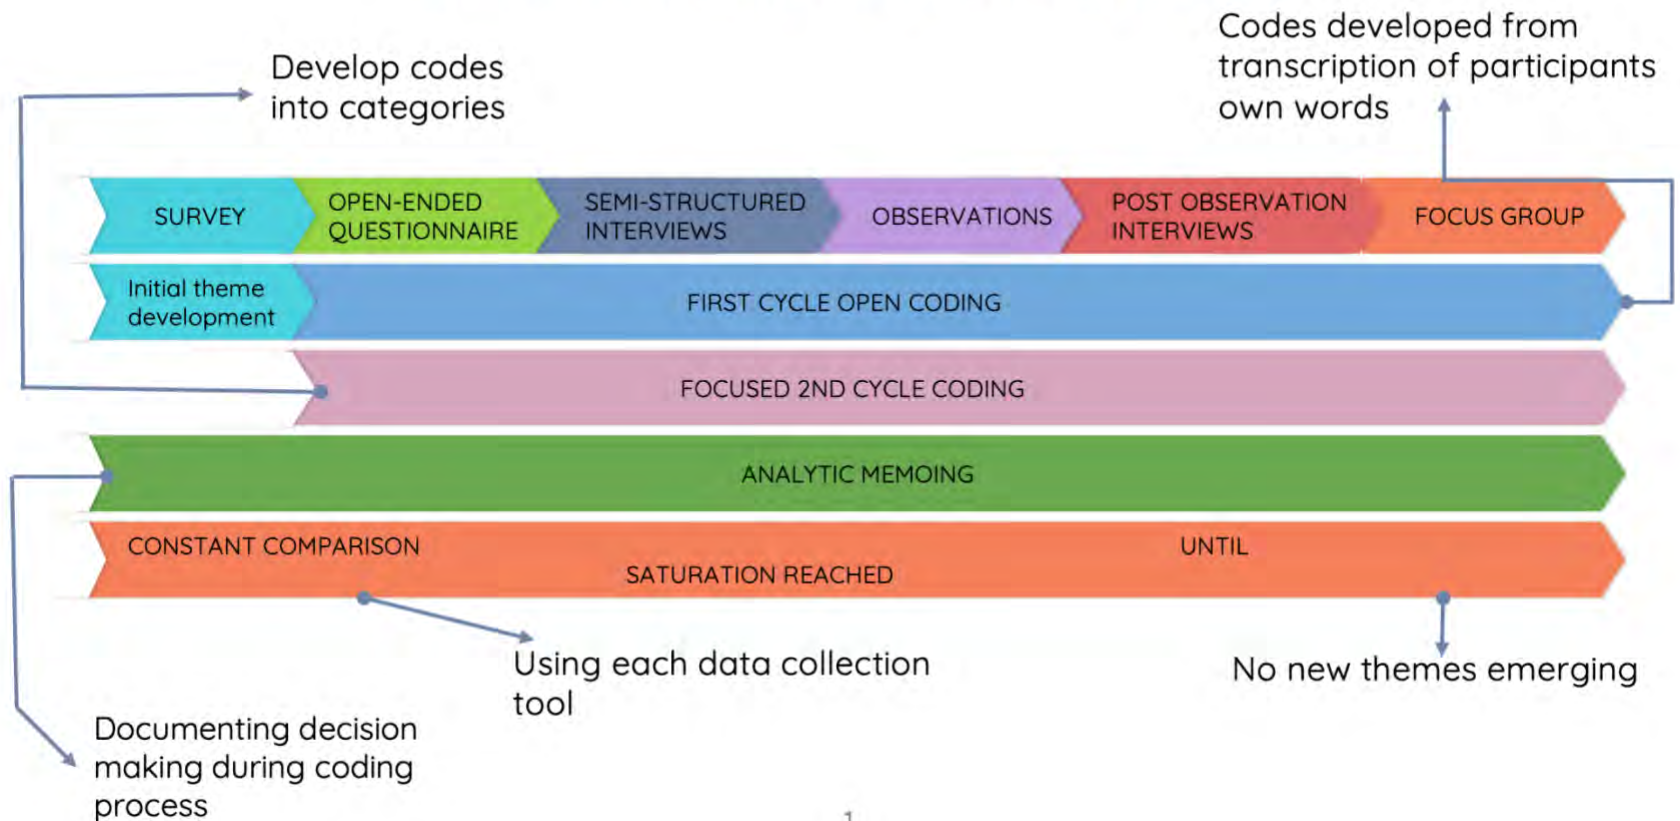 Codes developed from
transcription of participants
own words
Develop codes
into categories
SURVEY
OPEN-ENDED
QUESTIONNAIRE
SEMI-STRUCTURED
INTERVIEWS
OBSERVATIONS
POST OBSERVATION
INTERVIEWS
FOCUS GROUP
Initial theme
development
FIRST CYCLE OPEN CODING
FOCUSED 2ND CYCLE CODING
ANALYTIC MEMOING
CONSTANT COMPARISON UNTIL
SATURATION REACHED
Using each data collection
tool
No new themes emerging
Documenting decision
making during coding
process
1